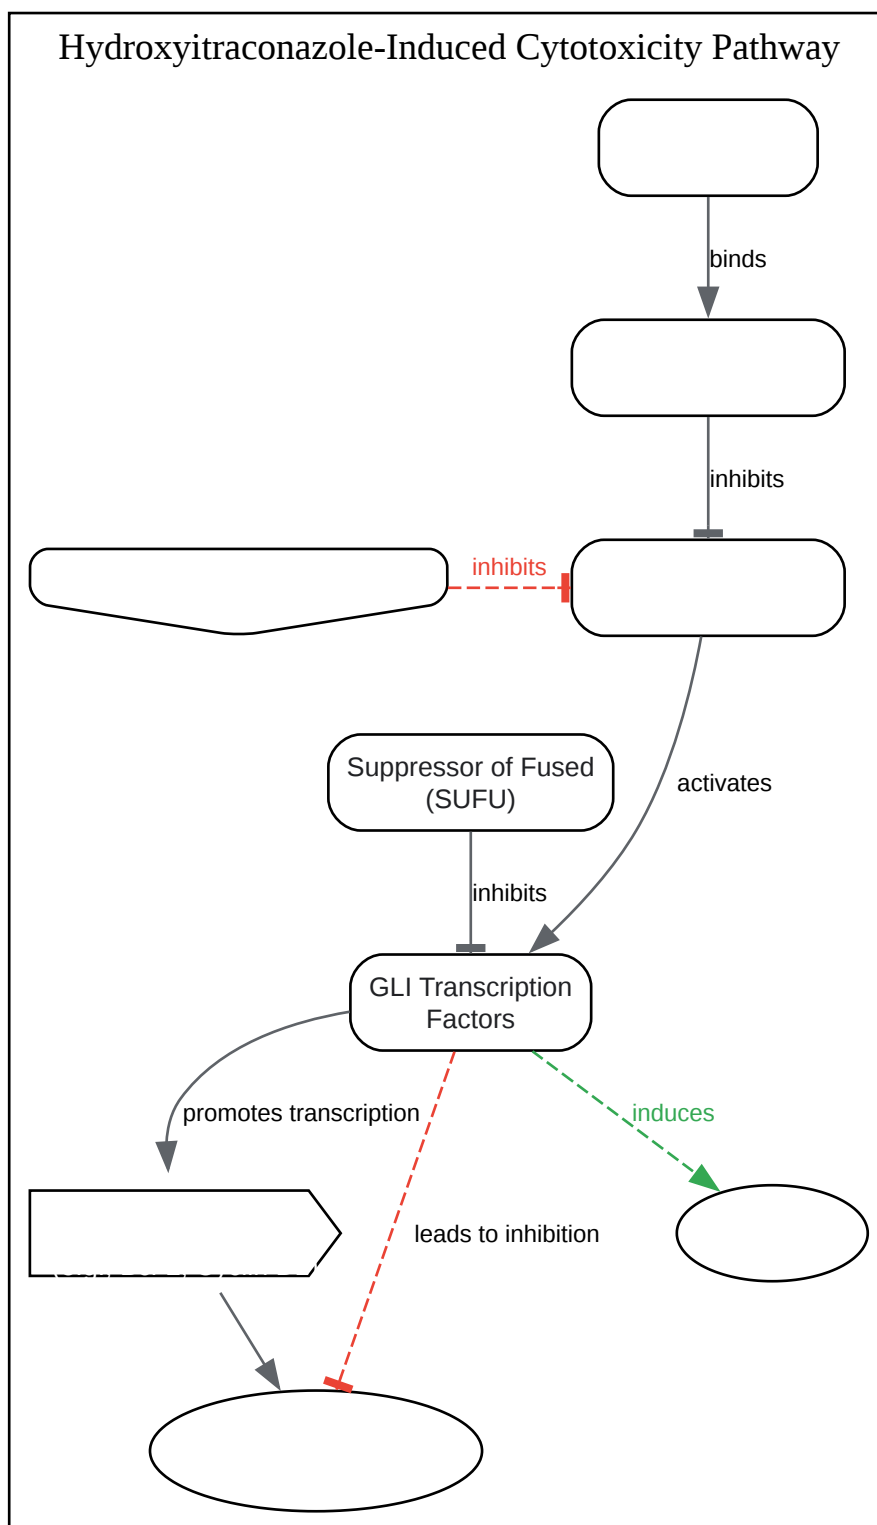 Hydroxyitraconazole-Induced Cytotoxicity Pathway
binds
inhibits
inhibits
Suppressor of Fused
(SUFU)
activates
inhibits
GLI Transcription
Factors
promotes transcription
induces
leads to inhibition